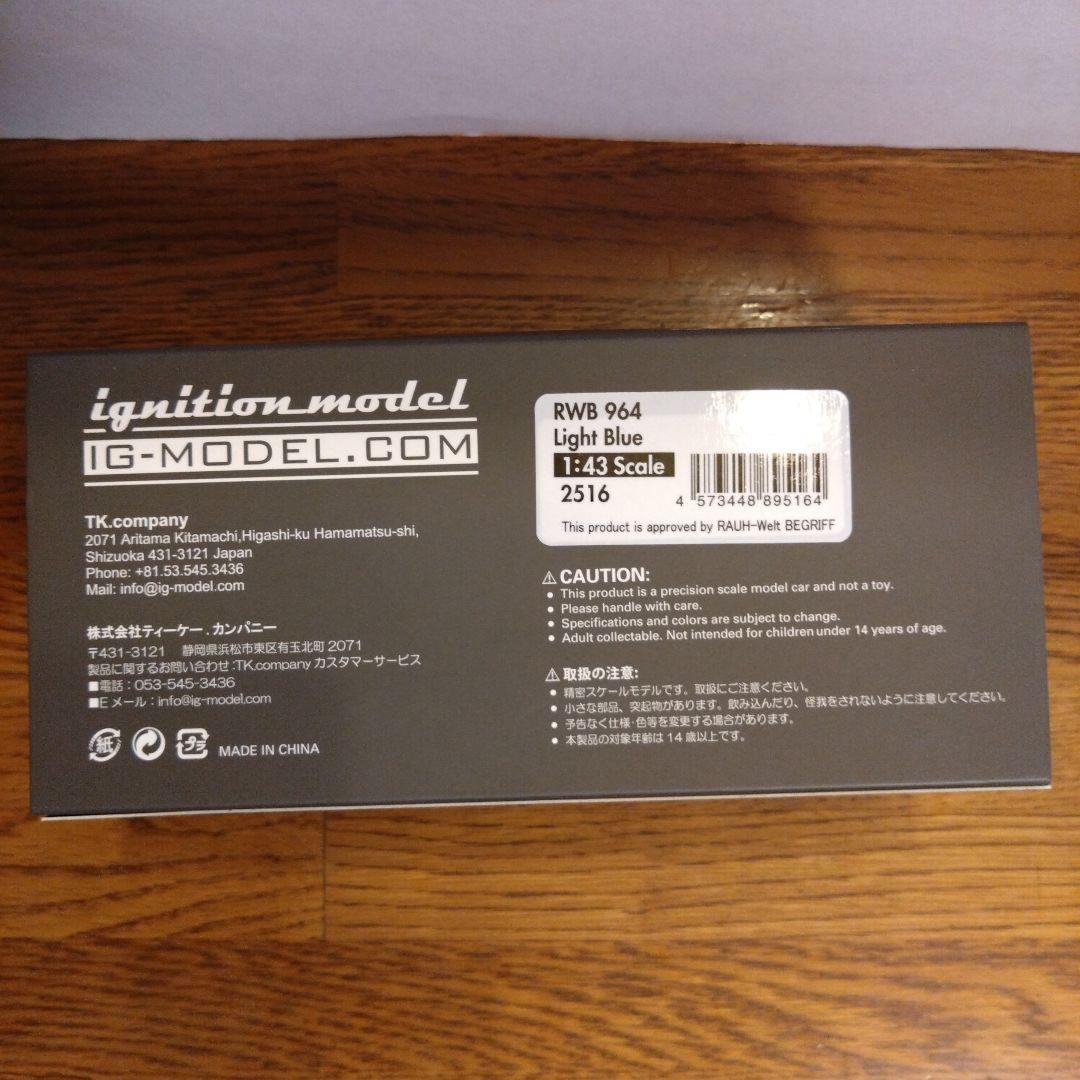 ignition model
IG-MODEL.COM
TK.company
2071 Aritama Kitamachi,Higashi-ku Hamamatsu-shi,
Shizuoka 431-3121 Japan
Phone: +81.53.545.3436
Mail: info@ig-model.com
株式会社ティーケー．カンパニー
〒431-3121 静岡県浜松市東区有玉北町 2071
製品に関するお問い合わせ：TK.company カスタマーサービス
■電話：053-545-3436
■E メール：info@ig-model.com
紙 プラ MADE IN CHINA
RWB 964
Light Blue
1:43 Scale
2516
4 573448 895164
This product is approved by RAUH-Welt BEGRIFF
⚠ CAUTION:
● This product is a precision scale model car and not a toy.
● Please handle with care.
● Specifications and colors are subject to change.
● Adult collectable. Not intended for children under 14 years of age.
⚠ 取扱の注意：
● 精密スケールモデルです。取扱にご注意ください。
● 小さな部品、突起物があります。飲み込んだり、怪我をされないように注意してください。
● 予告なく仕様・色等を変更する場合があります。
● 本製品の対象年齢は 14 歳以上です。